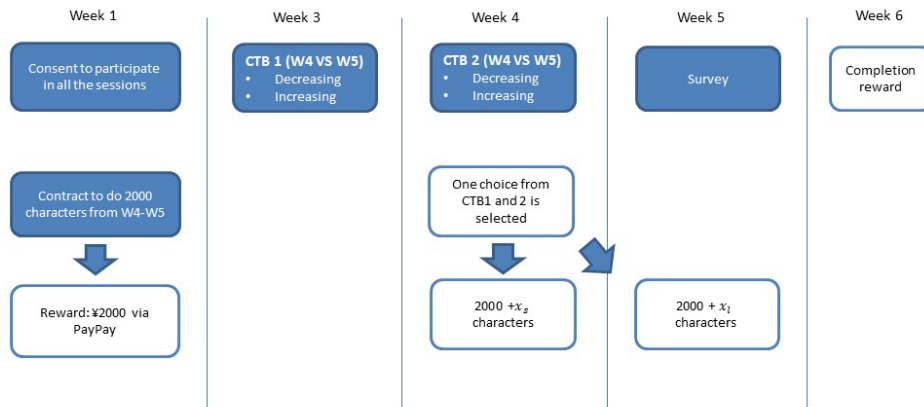 Week 1
Week 3
Week 4
Week 5
Week 6
Consent to participate
in all the sessions
CTB 1 (W4 VS W5)
• Decreasing
• Increasing
CTB 2 (W4 VS W5)
• Decreasing
• Increasing
Survey
Completion
reward
Contract to do 2000
characters from W4-W5
One choice from
CTB1 and 2 is
selected
Reward: ¥2000 via
PayPay
2000 +xₛ
characters
2000 + xₗ
characters